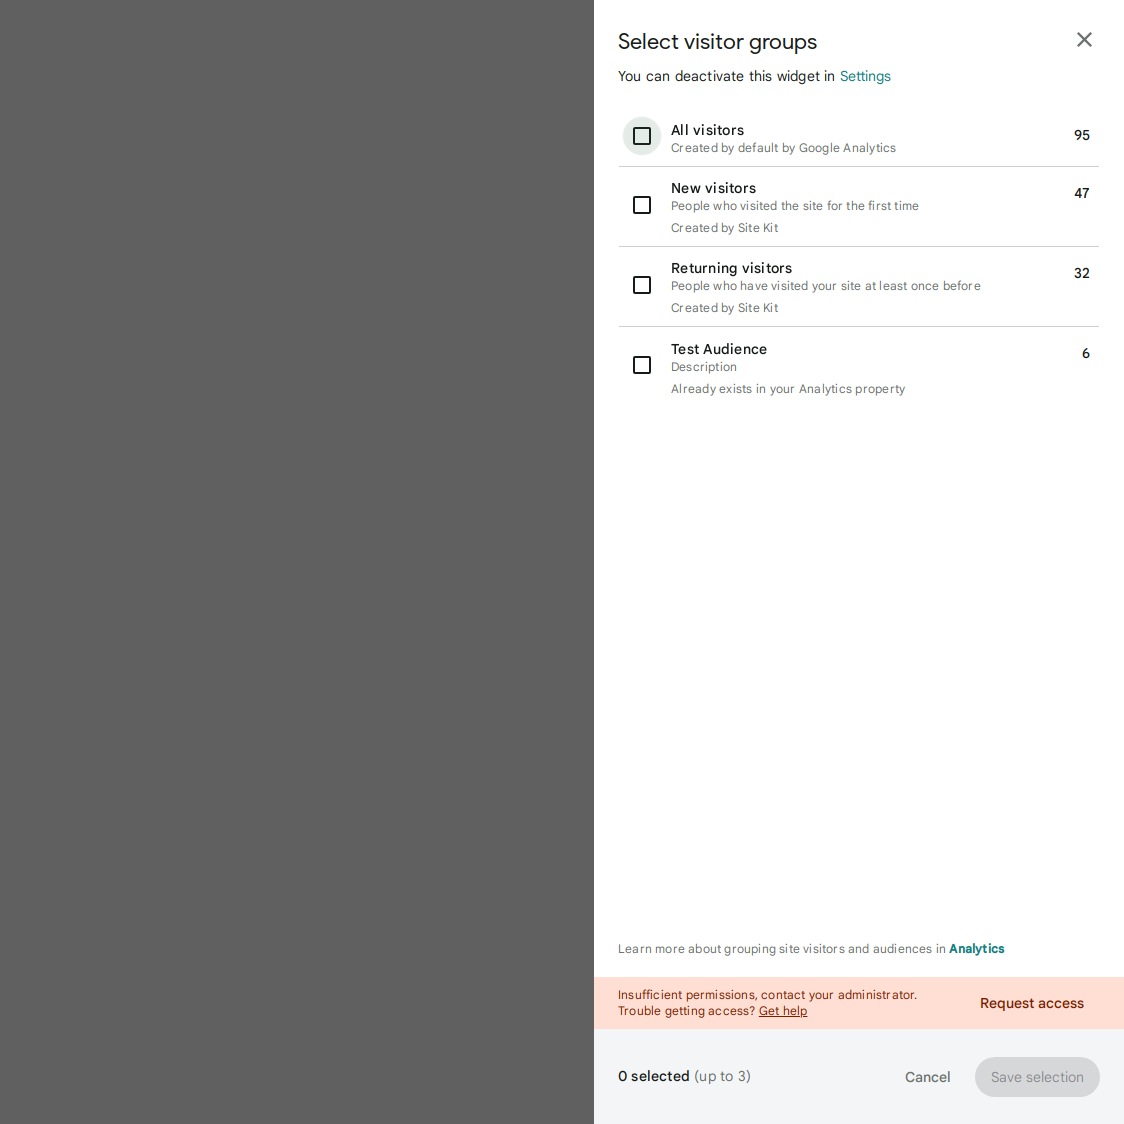 Select visitor groups
You can deactivate this widget in Settings
All visitors 95
Created by default by Google Analytics
New visitors 47
People who visited the site for the first time
Created by Site Kit
Returning visitors 32
People who have visited your site at least once before
Created by Site Kit
Test Audience 6
Description
Already exists in your Analytics property
Learn more about grouping site visitors and audiences in Analytics
Insufficient permissions, contact your administrator.
Trouble getting access? Get help
Request access
0 selected (up to 3) Cancel Save selection